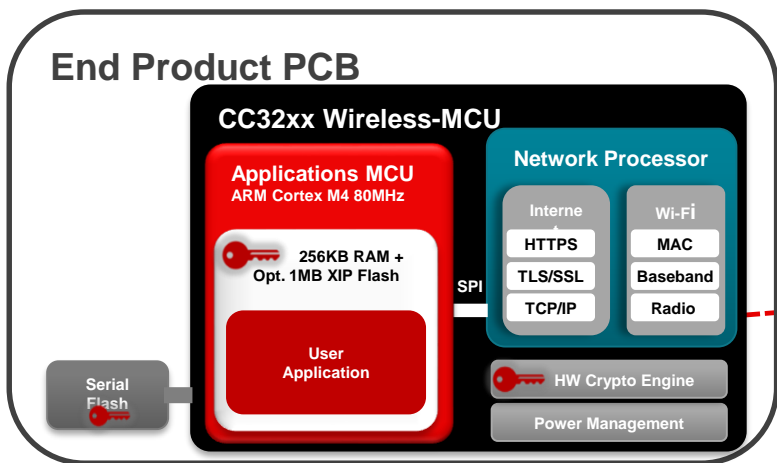 End Product PCB
CC32xx Wireless-MCU
Applications MCU
ARM Cortex M4 80MHz
256KB RAM +
Opt. 1MB XIP Flash
User
Application
SPI
Network Processor
Interne
HTTPS
TLS/SSL
TCP/IP
Wi-Fi
MAC
Baseband
Radio
HW Crypto Engine
Power Management
Serial
Flash